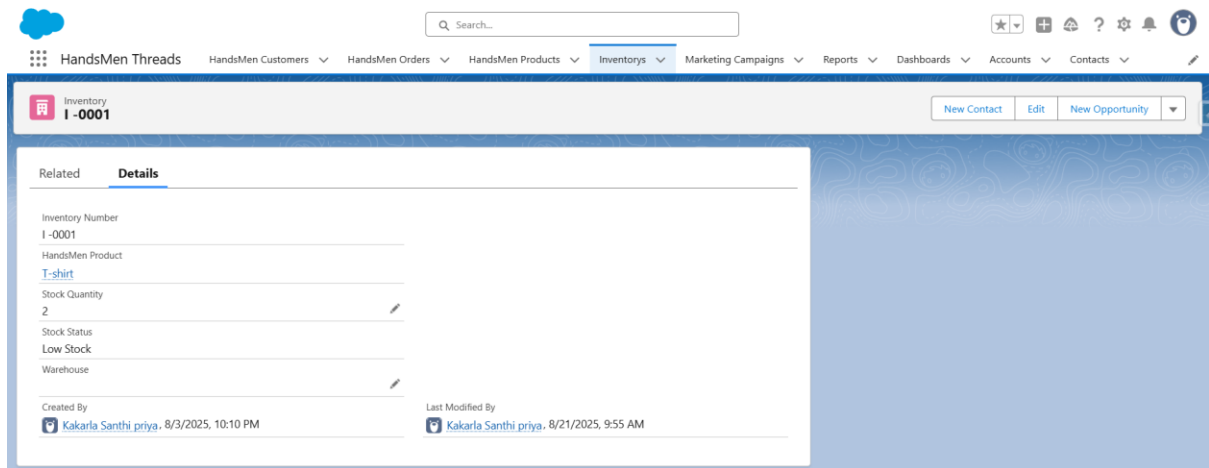 Search...
HandsMen Threads HandsMen Customers HandsMen Orders HandsMen Products Inventorys Marketing Campaigns Reports Dashboards Accounts Contacts
Inventory
I -0001
New Contact Edit New Opportunity
Related Details
Inventory Number
I -0001
HandsMen Product
T-shirt
Stock Quantity
2
Stock Status
Low Stock
Warehouse
Created By Last Modified By
Kakarla Santhi priya, 8/3/2025, 10:10 PM Kakarla Santhi priya, 8/21/2025, 9:55 AM